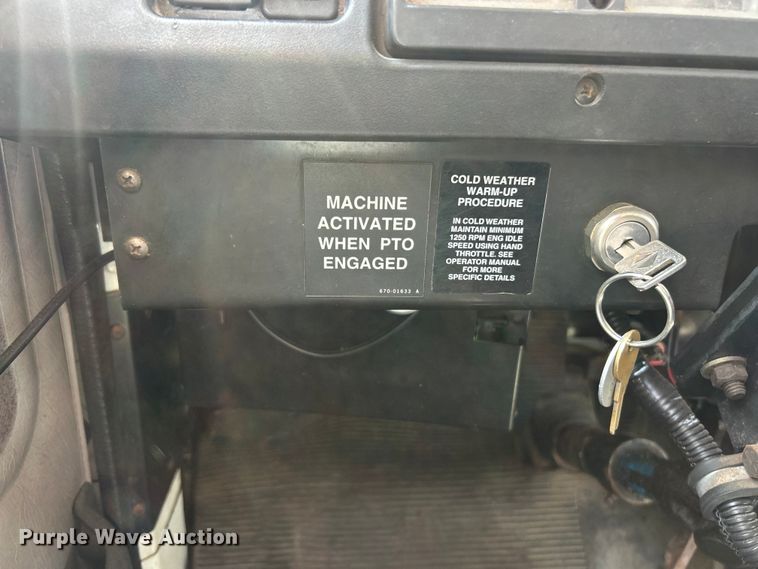 MACHINE
ACTIVATED
WHEN PTO
ENGAGED
670-01633 A
COLD WEATHER
WARM-UP
PROCEDURE
IN COLD WEATHER
MAINTAIN MINIMUM
1250 RPM ENG IDLE
SPEED USING HAND
THROTTLE. SEE
OPERATOR MANUAL
FOR MORE
SPECIFIC DETAILS
Purple Wave Auction